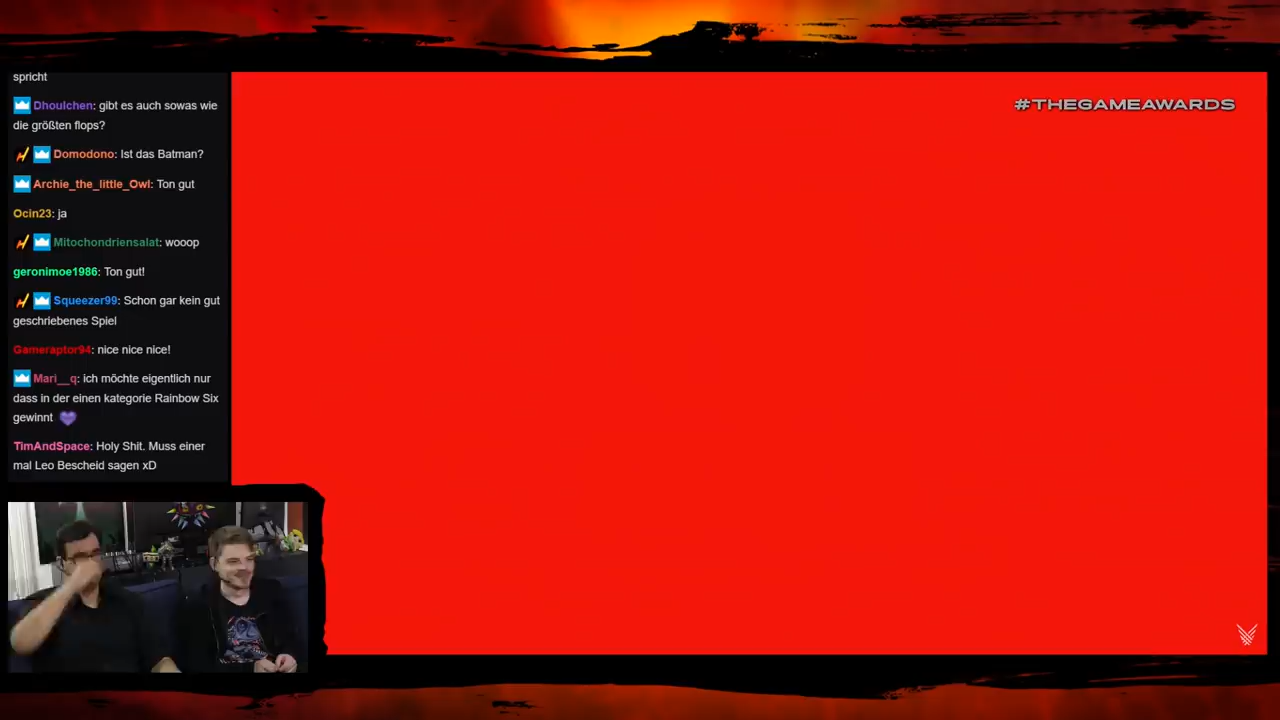 spricht
Dhoulchen: gibt es auch sowas wie
die größten flops?
Domodono: Ist das Batman?
Archie_the_little_Owl: Ton gut
Ocin23: ja
Mitochondriensalat: wooop
geronimoe1986: Ton gut!
Squeezer99: Schon gar kein gut
geschriebenes Spiel
Gameraptor94: nice nice nice!
Mari__q: ich möchte eigentlich nur
dass in der einen kategorie Rainbow Six
gewinnt
TimAndSpace: Holy Shit. Muss einer
mal Leo Bescheid sagen xD
#THEGAMEAWARDS